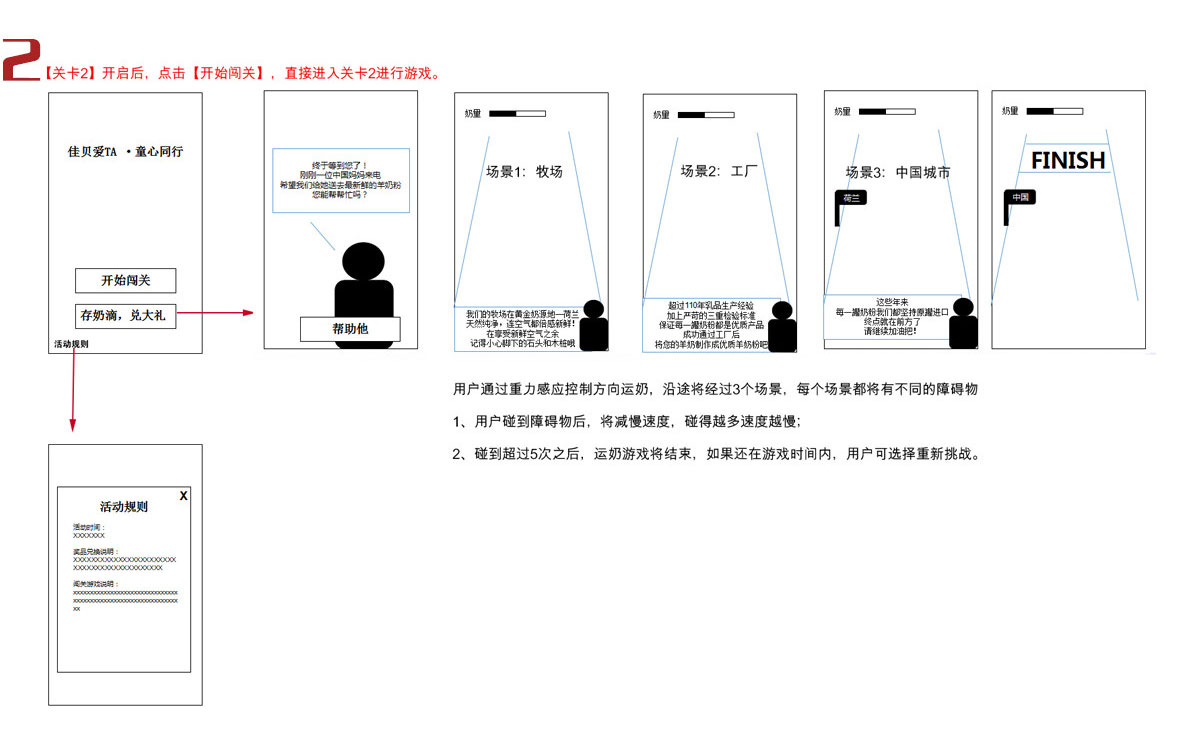 2
【关卡2】开启后，点击【开始闯关】，直接进入关卡2进行游戏。
佳贝爱TA ·童心同行
开始闯关
存奶滴，兑大礼
活动规则
终于等到您了！
刚刚一位中国妈妈来电
希望我们给她送去最新鲜的羊奶粉
您能帮帮忙吗？
帮助他
奶量
场景1：牧场
我们的牧场在黄金奶源地—荷兰
天然纯净，连空气都倍感新鲜！
在享受新鲜空气之余
记得小心脚下的石头和木桩哦
奶量
场景2：工厂
超过110年乳品生产经验
加上严苛的三重检验标准
保证每一罐奶粉都是优质产品
成功通过工厂后
将您的羊奶制作成优质羊奶粉吧
奶量
场景3：中国城市
荷兰
这些年来
每一罐奶粉我们都坚持原罐进口
终点就在前方了
请继续加油吧！
奶量
FINISH
中国
用户通过重力感应控制方向运奶，沿途将经过3个场景，每个场景都将有不同的障碍物
1、用户碰到障碍物后，将减慢速度，碰得越多速度越慢；
2、碰到超过5次之后，运奶游戏将结束，如果还在游戏时间内，用户可选择重新挑战。
X
活动规则
活动时间：
XXXXXXX
奖品兑换说明：
XXXXXXXXXXXXXXXXXXXXXXX
XXXXXXXXXXXXXXXXXXXX
闯关游戏说明：
xxxxxxxxxxxxxxxxxxxxxxxxxxxxxx
xxxxxxxxxxxxxxxxxxxxxxxxxxxxxx
xx